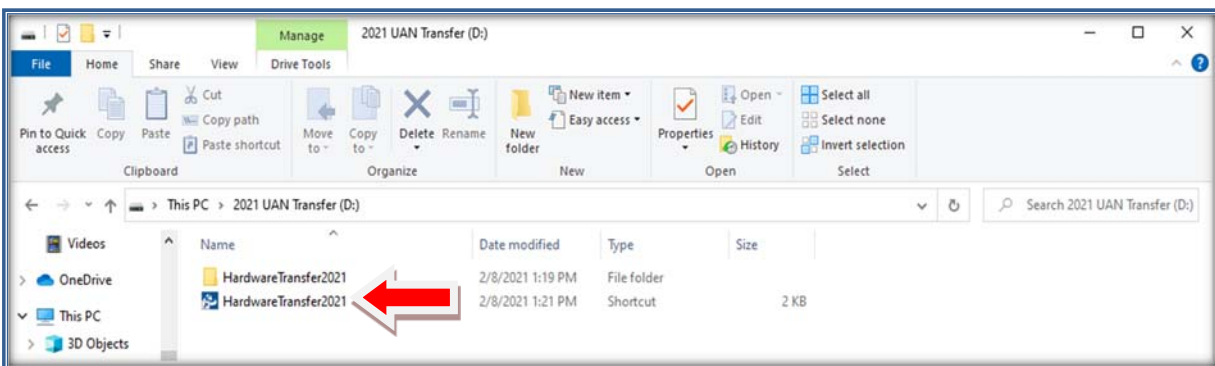 Manage 2021 UAN Transfer (D:)
File Home Share View Drive Tools
Pin to Quick access
Copy
Paste
Cut
Copy path
Paste shortcut
Clipboard
Move to
Copy to
Delete
Rename
Organize
New folder
New item
Easy access
New
Properties
Open
Edit
History
Open
Select all
Select none
Invert selection
Select
This PC > 2021 UAN Transfer (D:)
Search 2021 UAN Transfer (D:)
Videos
OneDrive
This PC
3D Objects
Name Date modified Type Size
HardwareTransfer2021 2/8/2021 1:19 PM File folder
HardwareTransfer2021 2/8/2021 1:21 PM Shortcut 2 KB